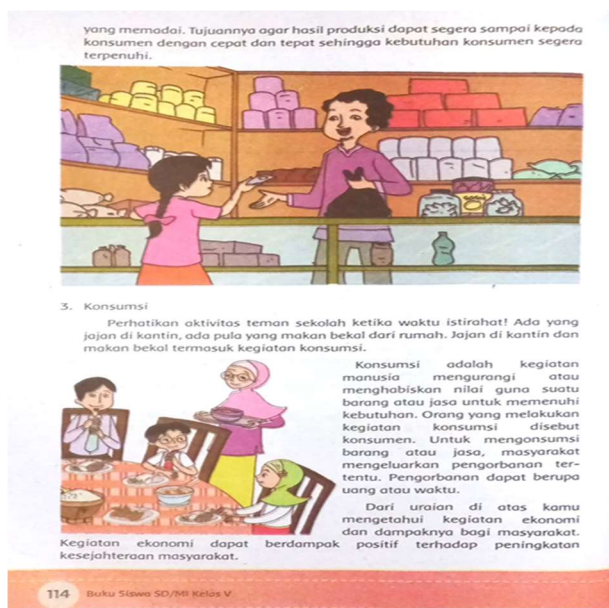 yang memadai. Tujuannya agar hasil produksi dapat segera sampai kepada
konsumen dengan cepat dan tepat sehingga kebutuhan konsumen segera
terpenuhi.
3. Konsumsi
Perhatikan aktivitas teman sekolah ketika waktu istirahat! Ada yang
jajan di kantin, ada pula yang makan bekal dari rumah. Jajan di kantin dan
makan bekal termasuk kegiatan konsumsi.
Konsumsi adalah kegiatan
manusia mengurangi atau
menghabiskan nilai guna suatu
barang atau jasa untuk memenuhi
kebutuhan. Orang yang melakukan
kegiatan konsumsi disebut
konsumen. Untuk mengonsumsi
barang atau jasa, masyarakat
mengeluarkan pengorbanan ter-
tentu. Pengorbanan dapat berupa
uang atau waktu.
Dari uraian di atas kamu
mengetahui kegiatan ekonomi
dan dampaknya bagi masyarakat.
Kegiatan ekonomi dapat berdampak positif terhadap peningkatan
kesejahteraan masyarakat.
114 Buku Siswa SD/MI Kelas V